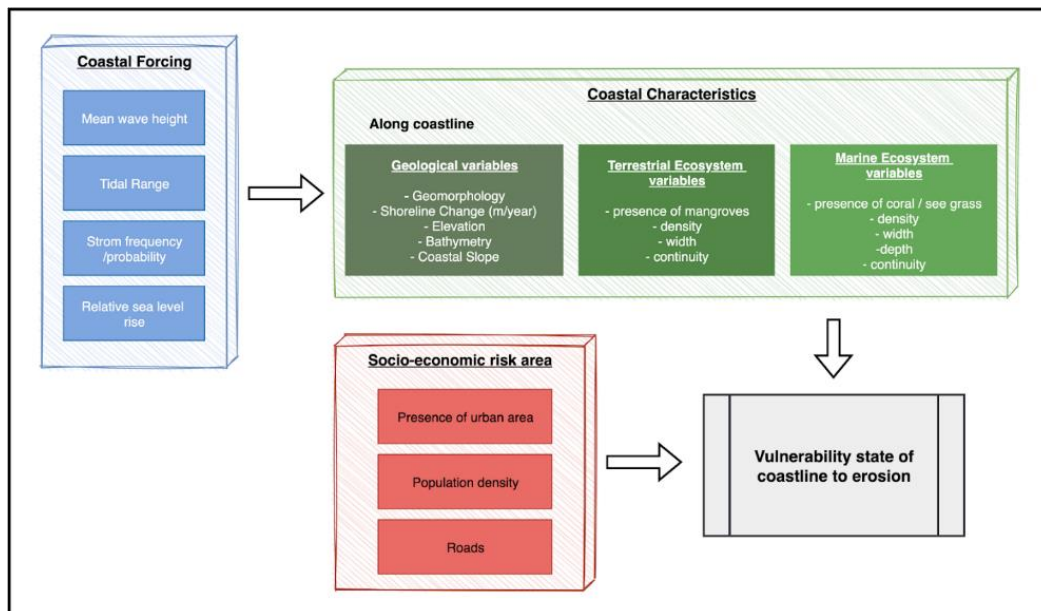 Coastal Forcing
Mean wave height
Tidal Range
Strom frequency
/probability
Relative sea level
rise
Coastal Characteristics
Along coastline
Geological variables
- Geomorphology
- Shoreline Change (m/year)
- Elevation
- Bathymetry
- Coastal Slope
Terrestrial Ecosystem
variables
- presence of mangroves
- density
- width
- continuity
Marine Ecosystem
variables
- presence of coral / see grass
- density
- width
-depth
- continuity
Socio-economic risk area
Presence of urban area
Population density
Roads
Vulnerability state of
coastline to erosion